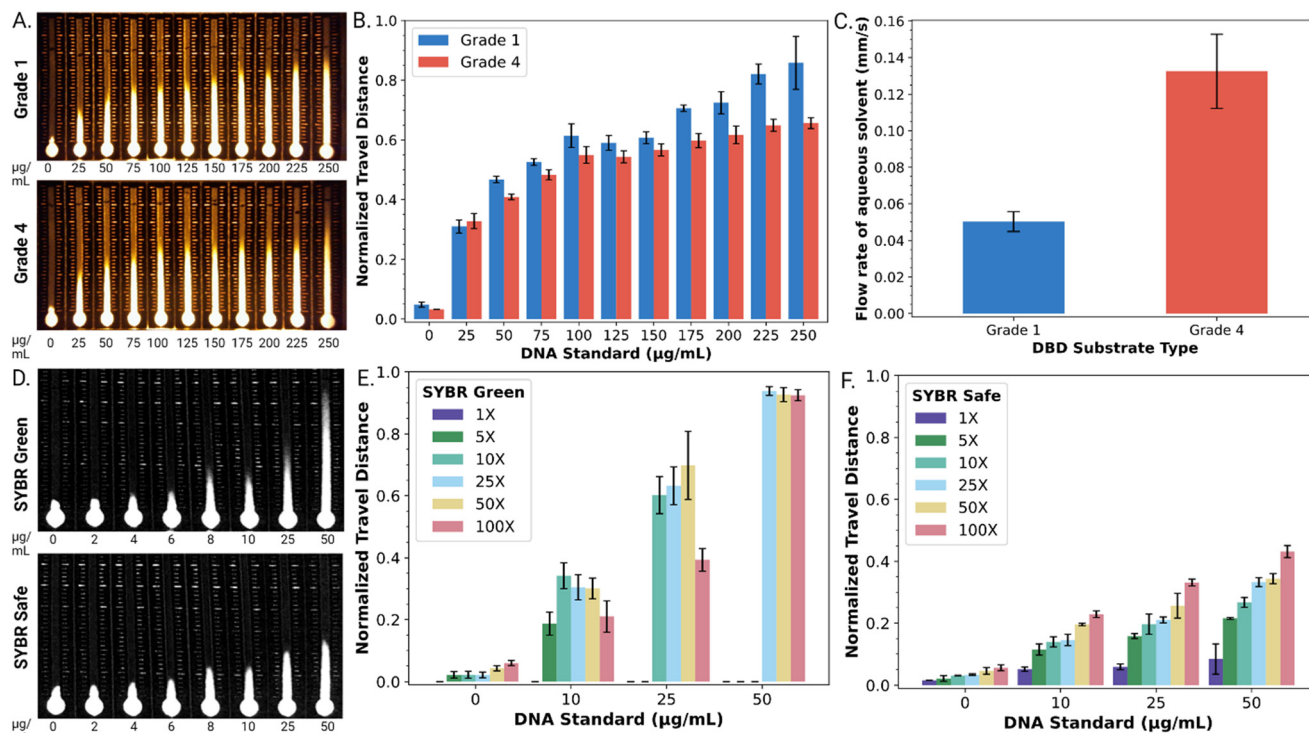 A.
Grade 1
µg/
mL
0 25 50 75 100 125 150 175 200 225 250
Grade 4
µg/
mL
0 25 50 75 100 125 150 175 200 225 250
B.
Normalized Travel Distance
1.0
0.8
0.6
0.4
0.2
0.0
Grade 1
Grade 4
0 25 50 75 100 125 150 175 200 225 250
DNA Standard (µg/mL)
C.
Flow rate of aqueous solvent (mm/s)
0.16
0.14
0.12
0.10
0.08
0.06
0.04
0.02
0.00
Grade 1 Grade 4
DBD Substrate Type
D.
SYBR Green
µg/
mL
0 2 4 6 8 10 25 50
SYBR Safe
µg/
mL
0 2 4 6 8 10 25 50
E.
Normalized Travel Distance
1.0
0.8
0.6
0.4
0.2
0.0
SYBR Green
1X
5X
10X
25X
50X
100X
0 10 25 50
DNA Standard (µg/mL)
F.
Normalized Travel Distance
1.0
0.8
0.6
0.4
0.2
0.0
SYBR Safe
1X
5X
10X
25X
50X
100X
0 10 25 50
DNA Standard (µg/mL)